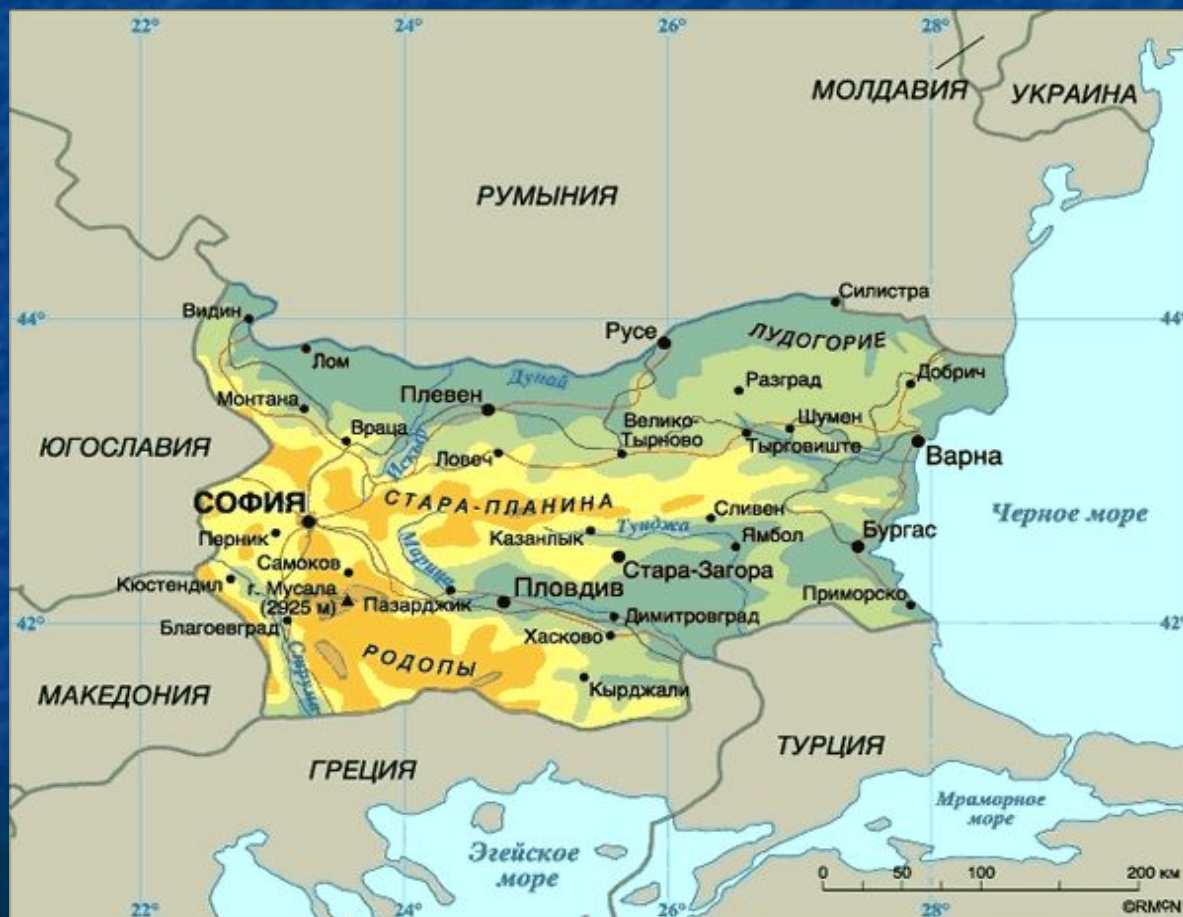 22°
24°
26°
28°
МОЛДАВИЯ
УКРАИНА
РУМЫНИЯ
Силистра
Видин
44°
44°
Русе
ЛУДОГОРИЕ
Лом
Дунай
Разград
Добрич
Монтана
Плевен
Велико-
Тырново
Шумен
Враца
Искыр
Тырговиште
ЮГОСЛАВИЯ
Ловеч
Варна
СОФИЯ
СТАРА-ПЛАНИНА
Сливен
Черное море
Перник
Казанлык
Тунджа
Ямбол
Бургас
Марица
Самоков
Стара-Загора
Кюстендил
г. Мусала
(2925 м)
Пазарджик
Пловдив
Приморско
Димитровград
42°
42°
Благоевград
Хасково
РОДОПЫ
Струма
Кырджали
МАКЕДОНИЯ
ГРЕЦИЯ
ТУРЦИЯ
Мраморное
море
Эгейское
море
0 50 100 200 км
22°
24°
26°
28°
©RMCN